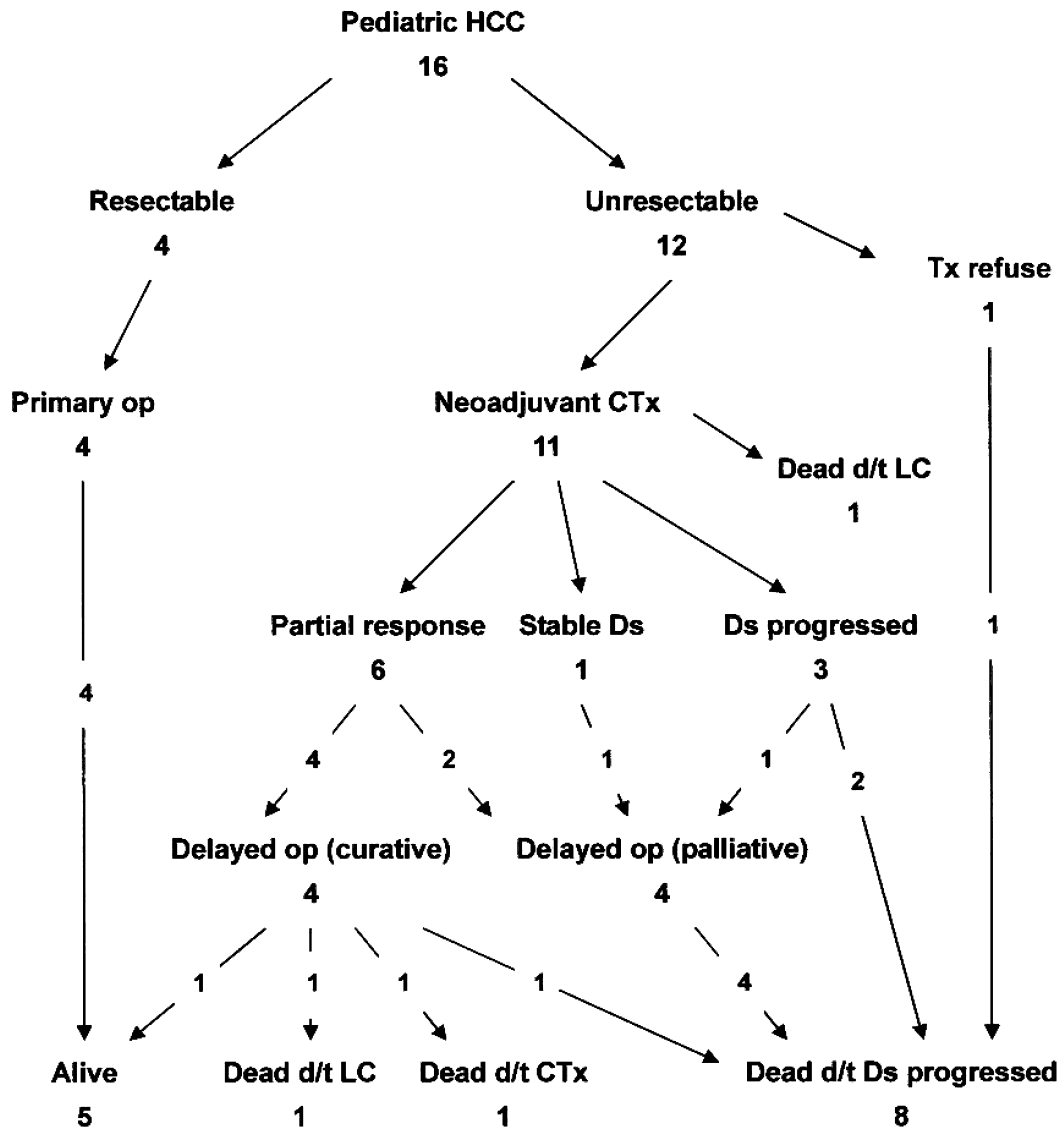 Pediatric HCC
16
Resectable
4
Unresectable
12
Tx refuse
1
Primary op
4
Neoadjuvant CTx
11
Dead d/t LC
1
Partial response
6
Stable Ds
1
Ds progressed
3
1
4
4
2
1
1
2
Delayed op (curative)
4
Delayed op (palliative)
4
1
1
1
1
4
Alive
5
Dead d/t LC
1
Dead d/t CTx
1
Dead d/t Ds progressed
8